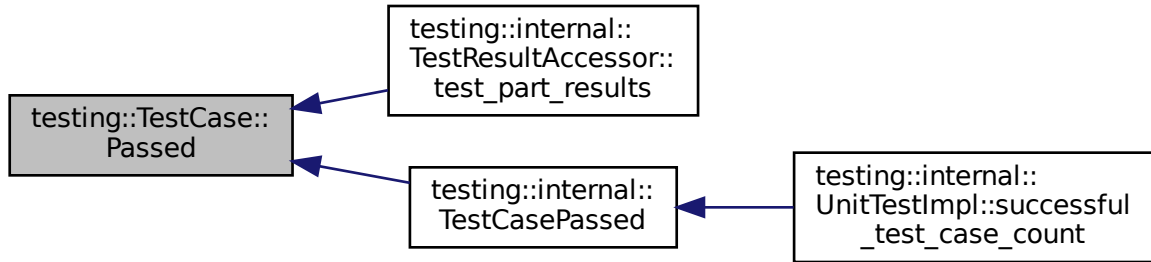 testing::TestCase::
Passed
testing::internal::
TestResultAccessor::
test_part_results
testing::internal::
TestCasePassed
testing::internal::
UnitTestImpl::successful
_test_case_count